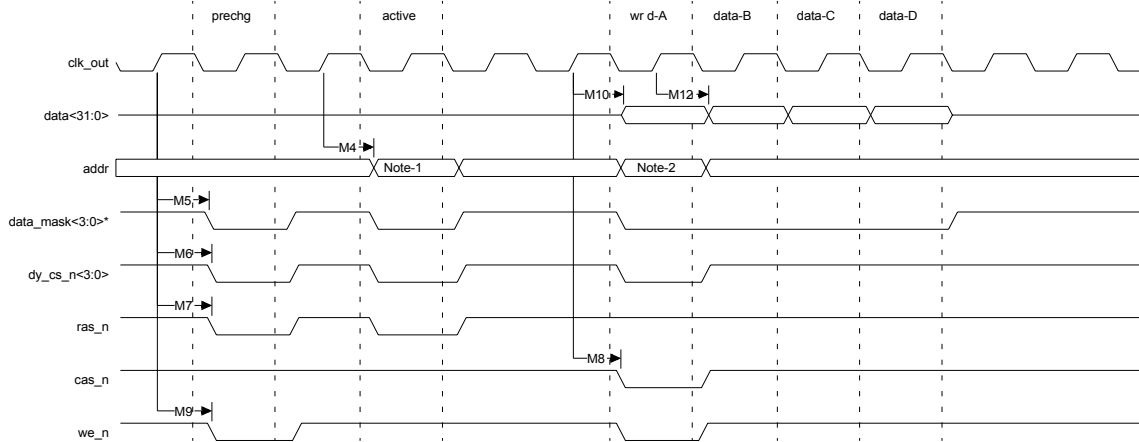 prechg active wr d-A data-B data-C data-D
clk_out
M10 M12
data<31:0>
M4
addr Note-1 Note-2
M5
data_mask<3:0>*
M6
dy_cs_n<3:0>
M7
ras_n
M8
cas_n
M9
we_n